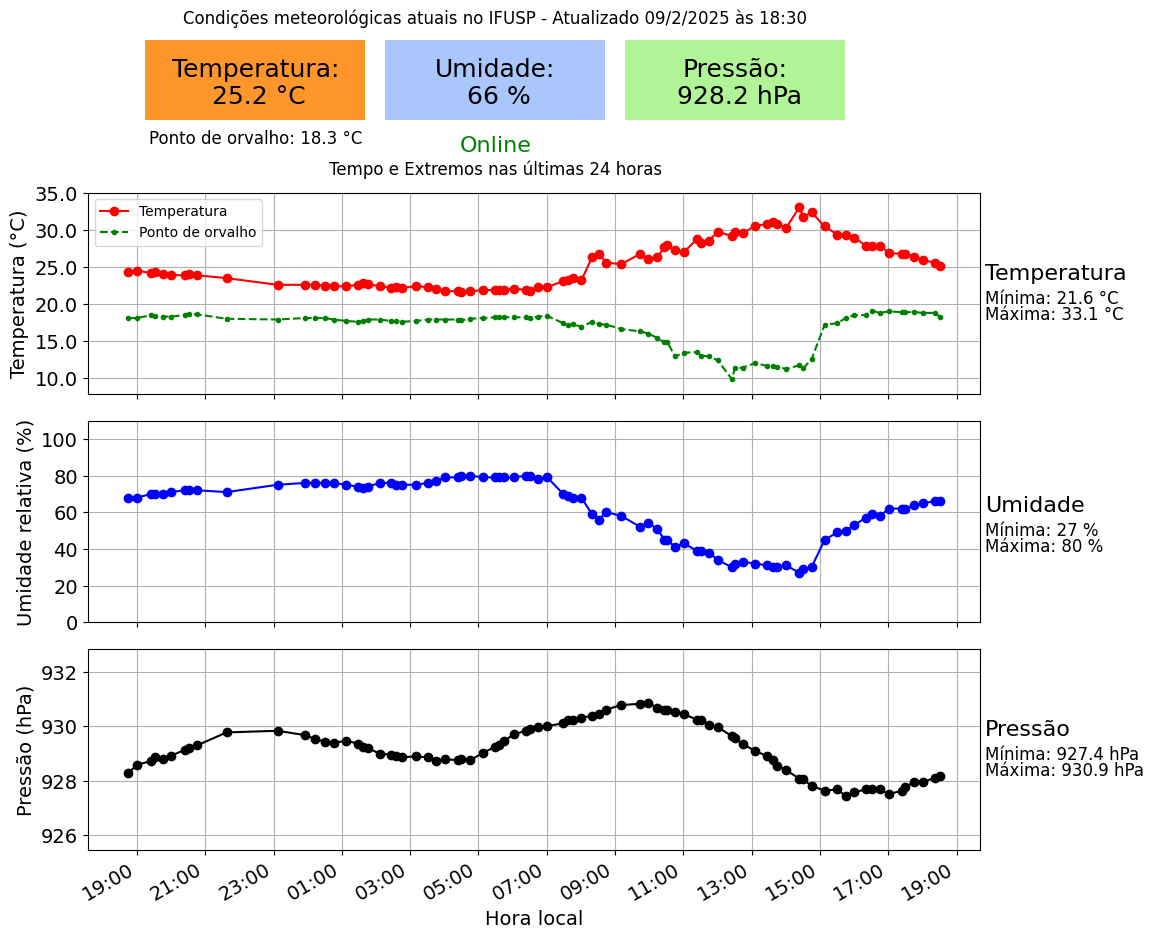 Condições meteorológicas atuais no IFUSP - Atualizado 09/2/2025 às 18:30
Temperatura:
25.2 °C
Umidade:
66 %
Pressão:
928.2 hPa
Ponto de orvalho: 18.3 °C
Online
Tempo e Extremos nas últimas 24 horas
Temperatura (°C)
35.0
30.0
25.0
20.0
15.0
10.0
Temperatura
Ponto de orvalho
Temperatura
Mínima: 21.6 °C
Máxima: 33.1 °C
Umidade relativa (%)
100
80
60
40
20
0
Umidade
Mínima: 27 %
Máxima: 80 %
Pressão (hPa)
932
930
928
926
Pressão
Mínima: 927.4 hPa
Máxima: 930.9 hPa
19:00 21:00 23:00 01:00 03:00 05:00 07:00 09:00 11:00 13:00 15:00 17:00 19:00
Hora local